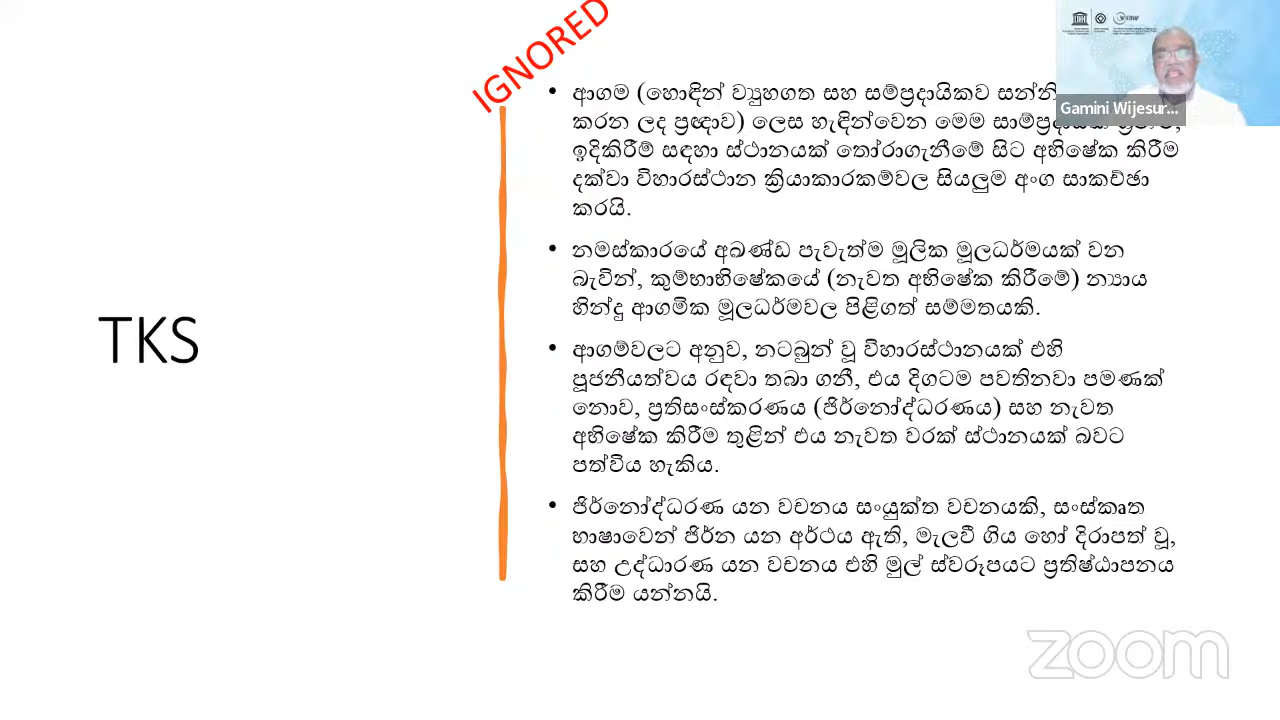 IGNORED
TKS
• ආගම (හොඳින් ව්‍යුහගත සහ සම්ප්‍රදායිකව
කරන ලද ප්‍රඥාව) ලෙස හැඳින්වෙන මෙම
ඉදිකිරීම් සඳහා ස්ථානයක් තෝරාගැනීමේ සිට අභිෂේක කිරීම
දක්වා විහාරස්ථාන ක්‍රියාකාරකම්වල සියලුම අංග සාකච්ඡා
කරයි.
• නමස්කාරයේ අඛණ්ඩ පැවැත්ම මූලික මූලධර්මයක් වන
බැවින්, කුම්භාභිෂේකයේ (නැවත අභිෂේක කිරීමේ) න්‍යාය
හින්දු ආගමික මූලධර්මවල පිළිගත් සම්මතයකි.
• ආගම්වලට අනුව, නටබුන් වූ විහාරස්ථානයක් එහි
පූජනීයත්වය රඳවා තබා ගනී, එය දිගටම පවතිනවා පමණක්
නොව, ප්‍රතිසංස්කරණය (ජිර්නෝද්ධරණය) සහ නැවත
අභිෂේක කිරීම තුළින් එය නැවත වරක් ස්ථානයක් බවට
පත්විය හැකිය.
• ජිර්නෝද්ධරණ යන වචනය සංයුක්ත වචනයකි, සංස්කෘත
භාෂාවෙන් ජිර්න යන අර්ථය ඇති, මැලවී ගිය හෝ දිරාපත් වූ,
සහ උද්ධාරණ යන වචනය එහි මුල් ස්වරූපයට ප්‍රතිෂ්ඨාපනය
කිරීම යන්නයි.
Gamini Wijesur...
zoom